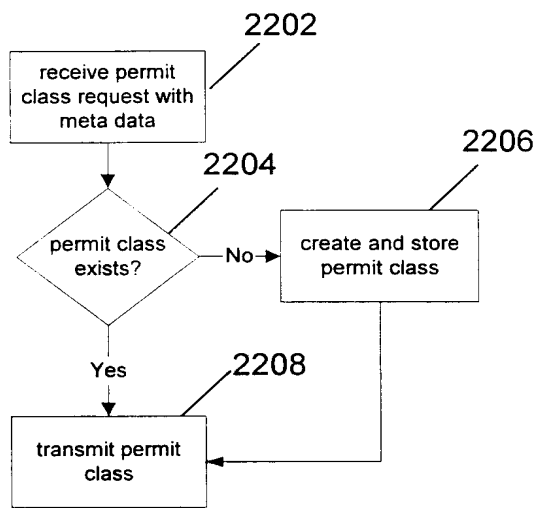 2202
receive permit
class request with
meta data
2204
2206
permit class
exists?
No
create and store
permit class
Yes
2208
transmit permit
class